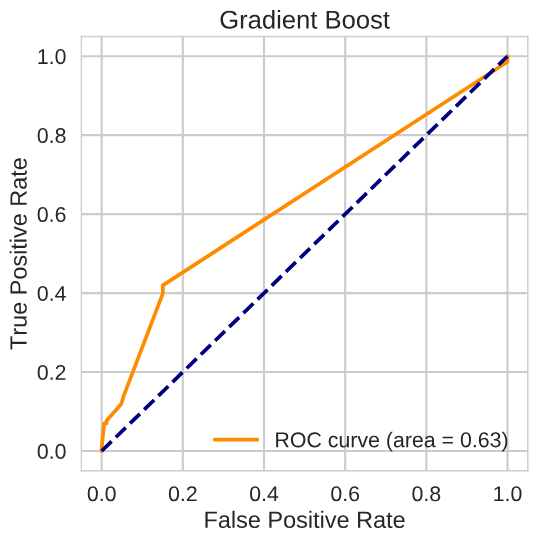 Gradient Boost
True Positive Rate
1.0
0.8
0.6
0.4
0.2
0.0
ROC curve (area = 0.63)
0.0 0.2 0.4 0.6 0.8 1.0
False Positive Rate